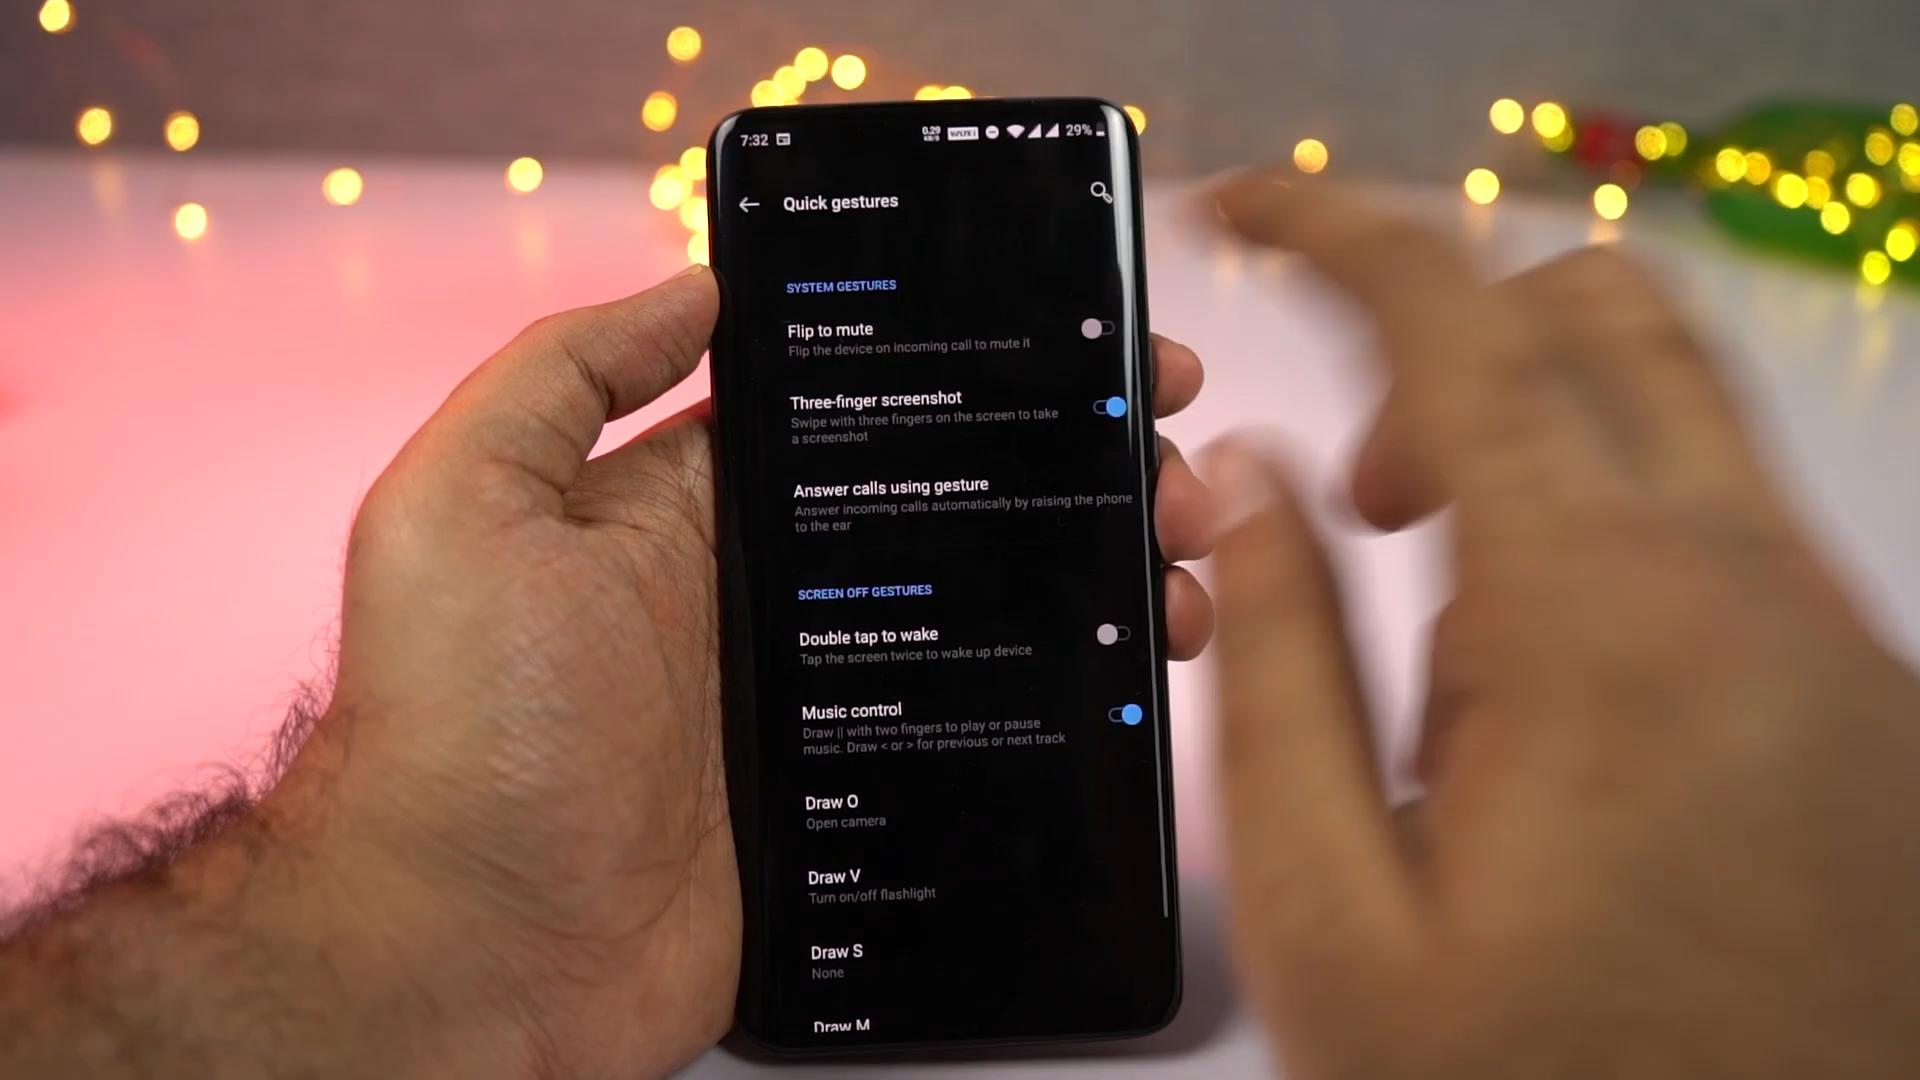 7:32 0.29 KB/S 29%
Quick gestures
SYSTEM GESTURES
Flip to mute
Flip the device on incoming call to mute it
Three-finger screenshot
Swipe with three fingers on the screen to take
a screenshot
Answer calls using gesture
Answer incoming calls automatically by raising the phone
to the ear
SCREEN OFF GESTURES
Double tap to wake
Tap the screen twice to wake up device
Music control
Draw || with two fingers to play or pause
music. Draw < or > for previous or next track
Draw O
Open camera
Draw V
Turn on/off flashlight
Draw S
None
Draw M